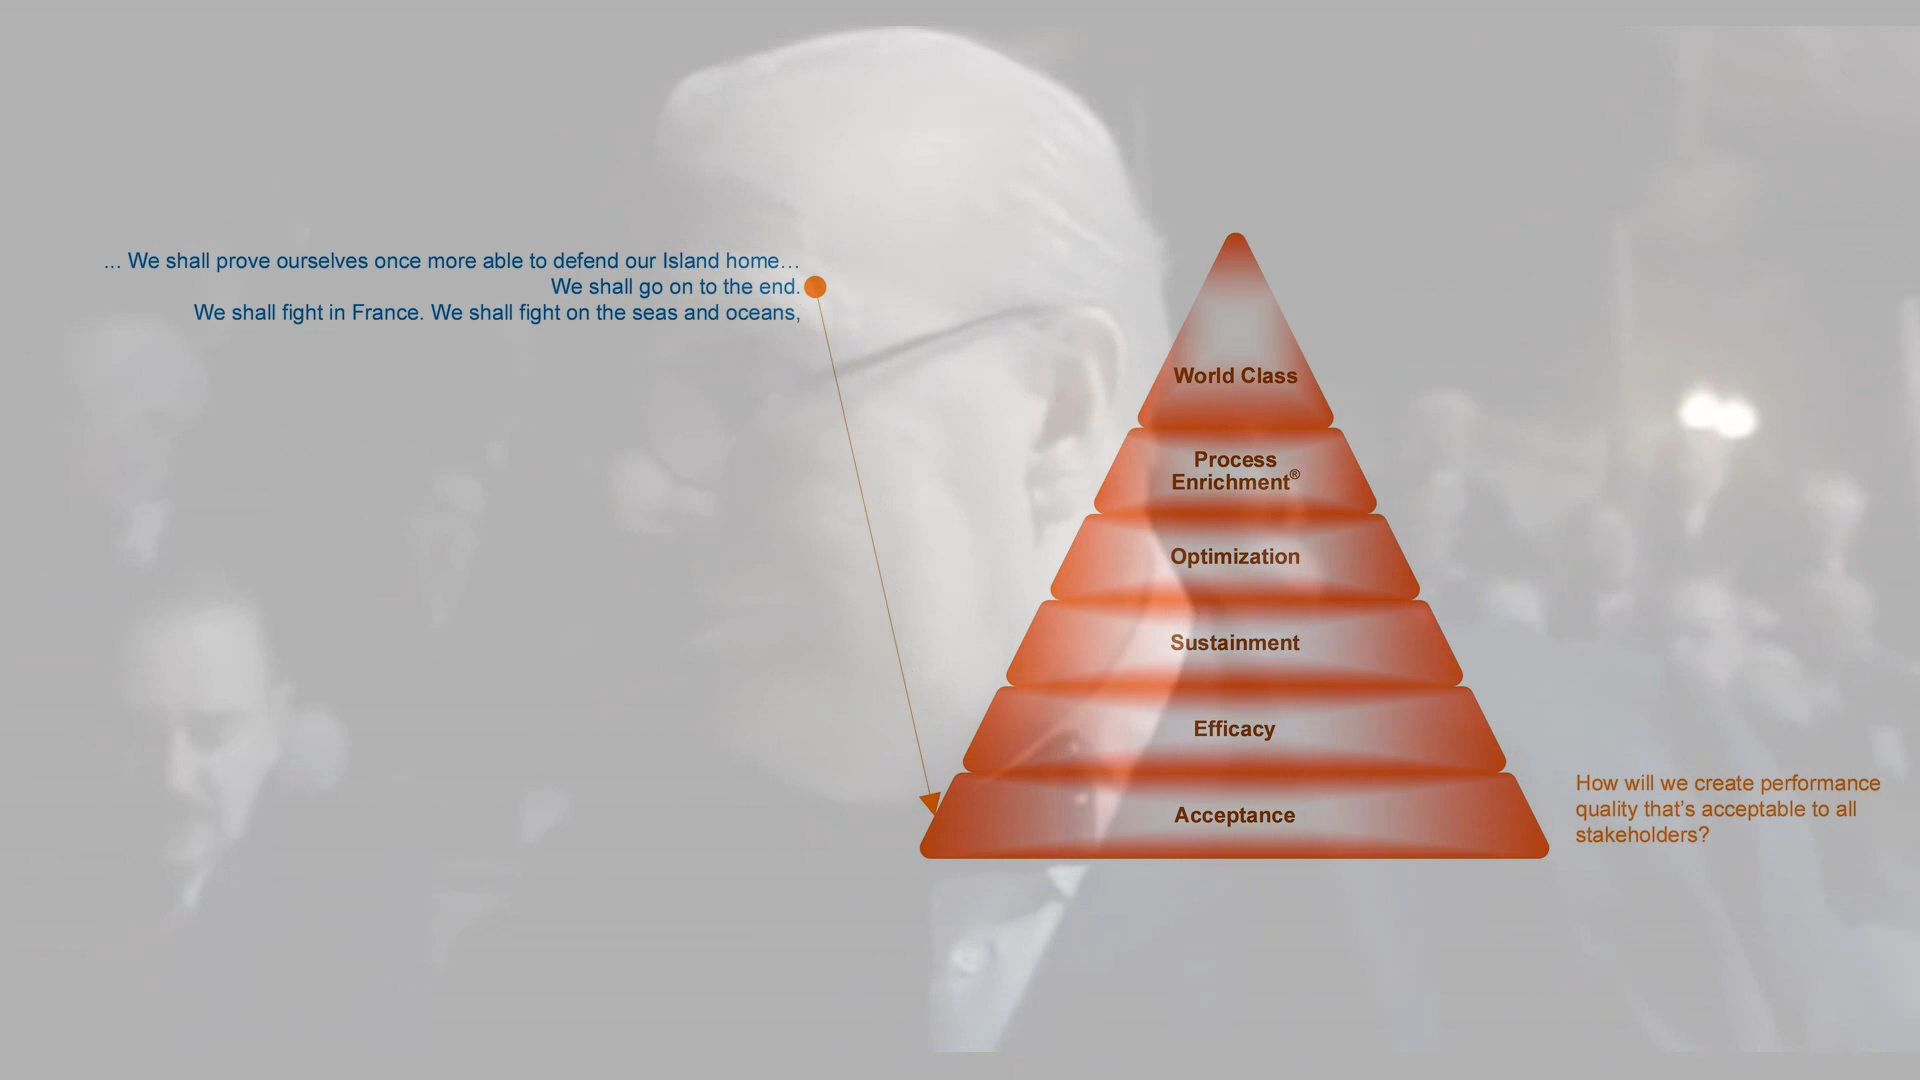 ... We shall prove ourselves once more able to defend our Island home…
We shall go on to the end.
We shall fight in France. We shall fight on the seas and oceans,
World Class
Process
Enrichment®
Optimization
Sustainment
Efficacy
Acceptance
How will we create performance
quality that’s acceptable to all
stakeholders?